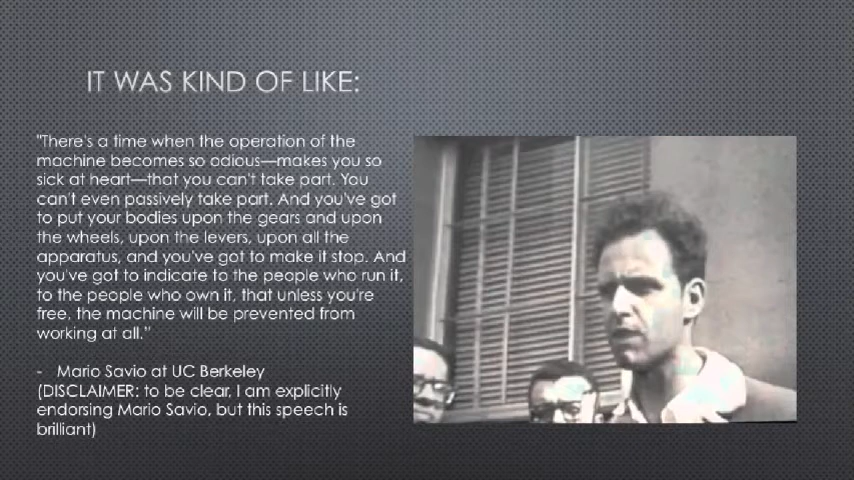 IT WAS KIND OF LIKE:
"There's a time when the operation of the
machine becomes so odious—makes you so
sick at heart—that you can't take part. You
can't even passively take part. And you've got
to put your bodies upon the gears and upon
the wheels, upon the levers, upon all the
apparatus, and you've got to make it stop. And
you've got to indicate to the people who run it,
to the people who own it, that unless you're
free, the machine will be prevented from
working at all."
- Mario Savio at UC Berkeley
(DISCLAIMER: to be clear, I am explicitly
endorsing Mario Savio, but this speech is
brilliant)